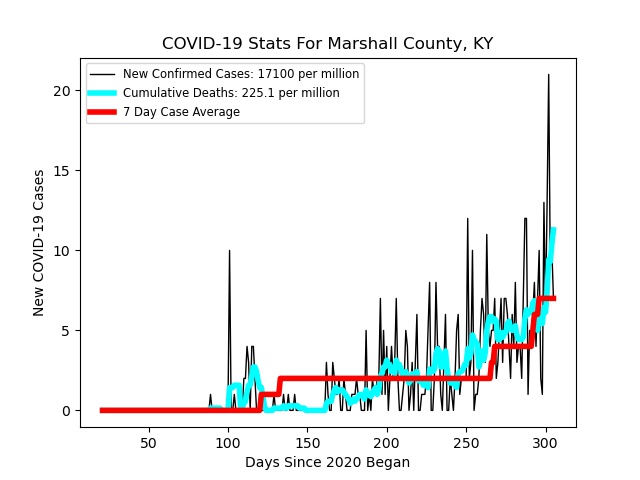 COVID-19 Stats For Marshall County, KY
New Confirmed Cases: 17100 per million
Cumulative Deaths: 225.1 per million
7 Day Case Average
New COVID-19 Cases
20
15
10
5
0
50 100 150 200 250 300
Days Since 2020 Began